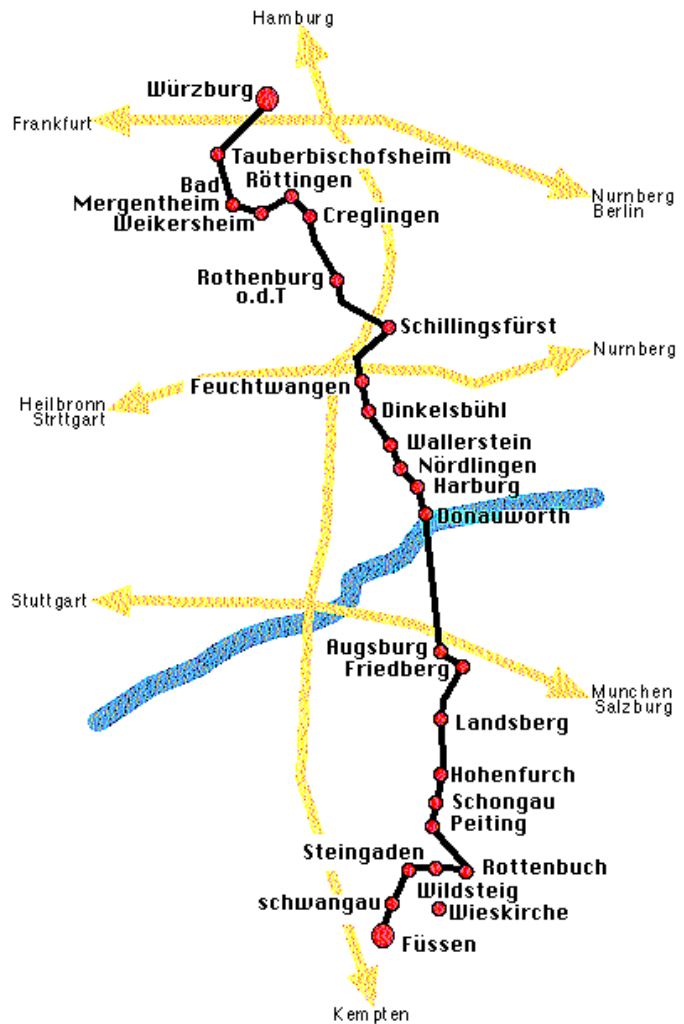 Hamburg
Würzburg
Frankfurt
Tauberbischofsheim
Bad
Röttingen
Mergentheim
Nurnberg
Berlin
Weikersheim
Creglingen
Rothenburg
o.d.T
Schillingsfürst
Nurnberg
Feuchtwangen
Heilbronn
Strttgart
Dinkelsbühl
Wallerstein
Nördlingen
Harburg
Donauworth
Stuttgart
Augsburg
Friedberg
Munchen
Salzburg
Landsberg
Hohenfurch
Schongau
Peiting
Steingaden
Rottenbuch
Wildsteig
schwangau
Wieskirche
Füssen
Kempten